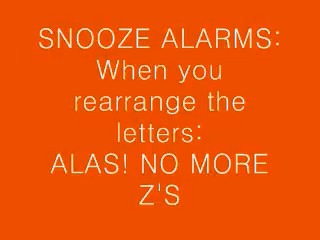 SNOOZE ALARMS:
When you
rearrange the
letters:
ALAS! NO MORE
Z'S